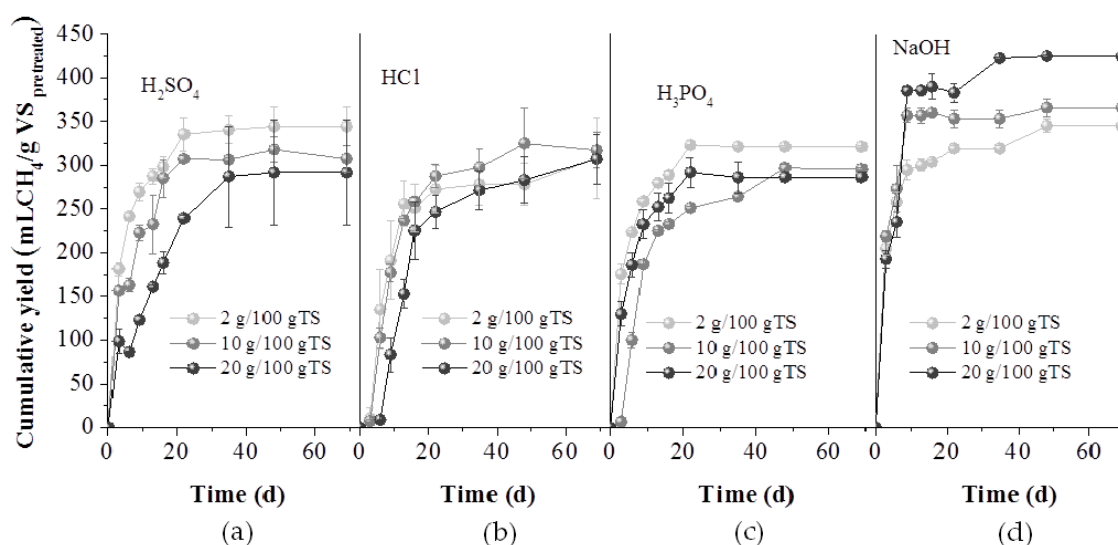 Cumulative yield (mLCH4/g VS pretreated)
450
400
350
300
250
200
150
100
50
0
H2SO4
2 g/100 gTS
10 g/100 gTS
20 g/100 gTS
0 20 40 60
Time (d)
(a)
HCl
2 g/100 gTS
10 g/100 gTS
20 g/100 gTS
0 20 40 60
Time (d)
(b)
H3PO4
2 g/100 gTS
10 g/100 gTS
20 g/100 gTS
0 20 40 60
Time (d)
(c)
NaOH
2 g/100 gTS
10 g/100 gTS
20 g/100 gTS
0 20 40 60
Time (d)
(d)